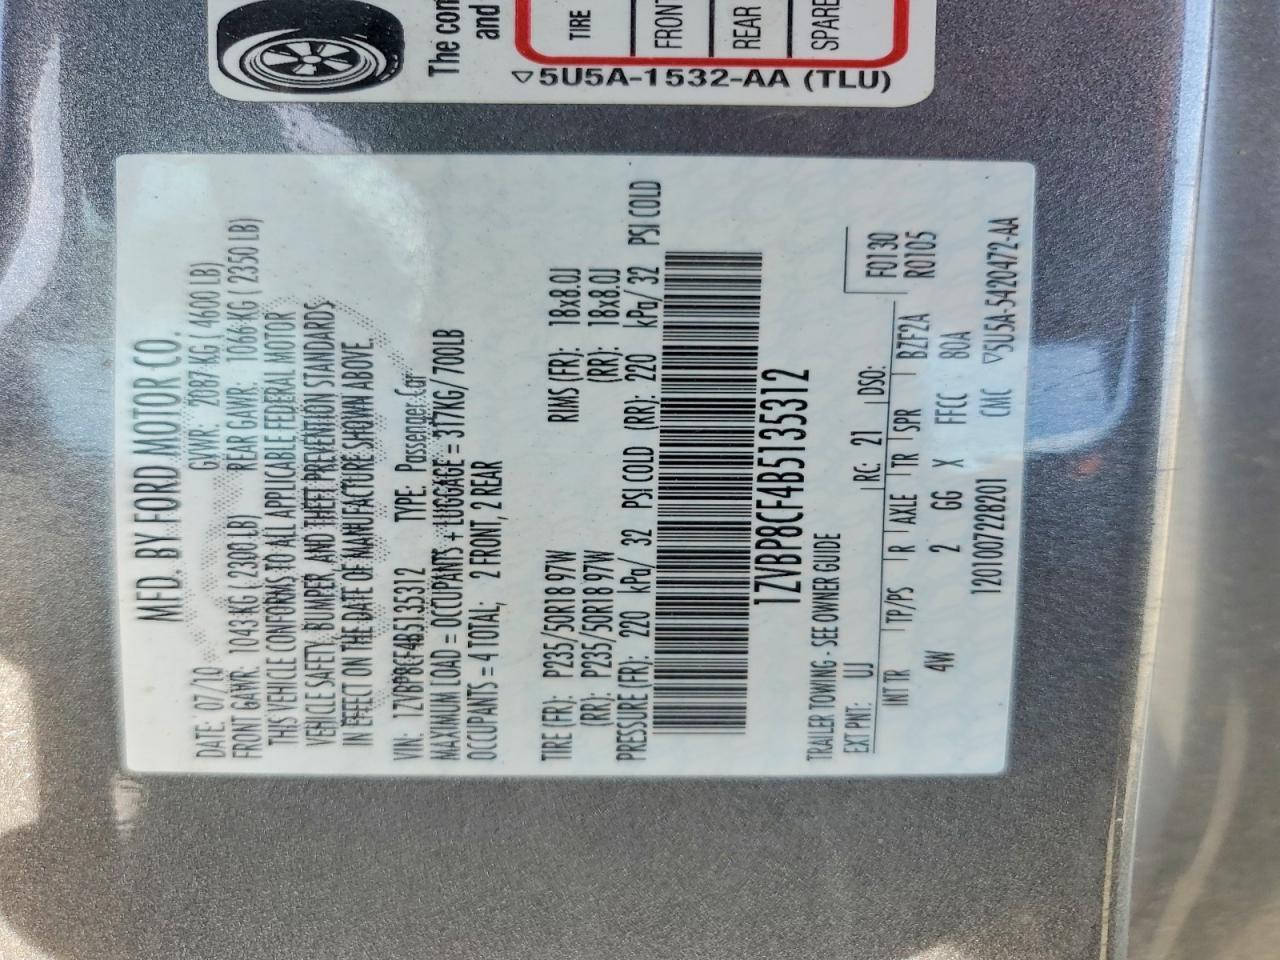 The con
and
TIRE
FRONT
REAR
SPARE
5U5A-1532-AA (TLU)
MFD. BY FORD MOTOR CO.
DATE: 07/10 GVWR: 2087 KG ( 4600 LB)
FRONT GAWR: 1043 KG ( 2300 LB) REAR GAWR: 1066 KG ( 2350 LB)
THIS VEHICLE CONFORMS TO ALL APPLICABLE FEDERAL MOTOR
VEHICLE SAFETY, BUMPER, AND THEFT PREVENTION STANDARDS
IN EFFECT ON THE DATE OF MANUFACTURE SHOWN ABOVE.
VIN: 1ZVBP8CF4B5135312 TYPE: Passenger Car
MAXIMUM LOAD = OCCUPANTS + LUGGAGE = 317KG/ 700LB
OCCUPANTS = 4 TOTAL; 2 FRONT, 2 REAR
TIRE (FR): P235/50R18 97W RIMS (FR): 18x8.0J
(RR): P235/50R18 97W (RR): 18x8.0J
PRESSURE (FR): 220 kPa/ 32 PSI COLD (RR): 220 kPa/ 32 PSI COLD
1ZVBP8CF4B5135312
TRAILER TOWING - SEE OWNER GUIDE
F0130
EXT PNT: UJ RC: 21 DSO: R0105
INT TR TP/PS R AXLE TR SPR BZF2A
4W 2 GG X FFCC 80A
12010072​28201 CMC 5U5A-5420472-AA